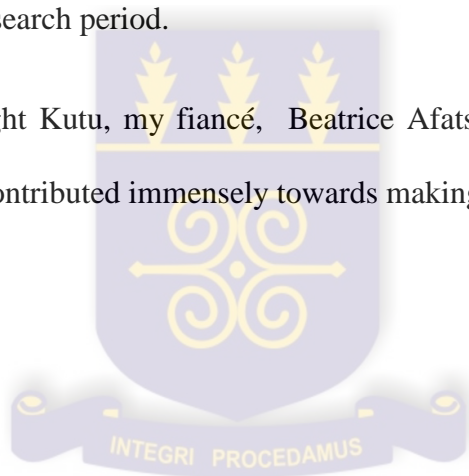 search period.
ght Kutu, my fiancé, Beatrice Afats
ontributed immensely towards making
INTEGRI PROCEDAMUS